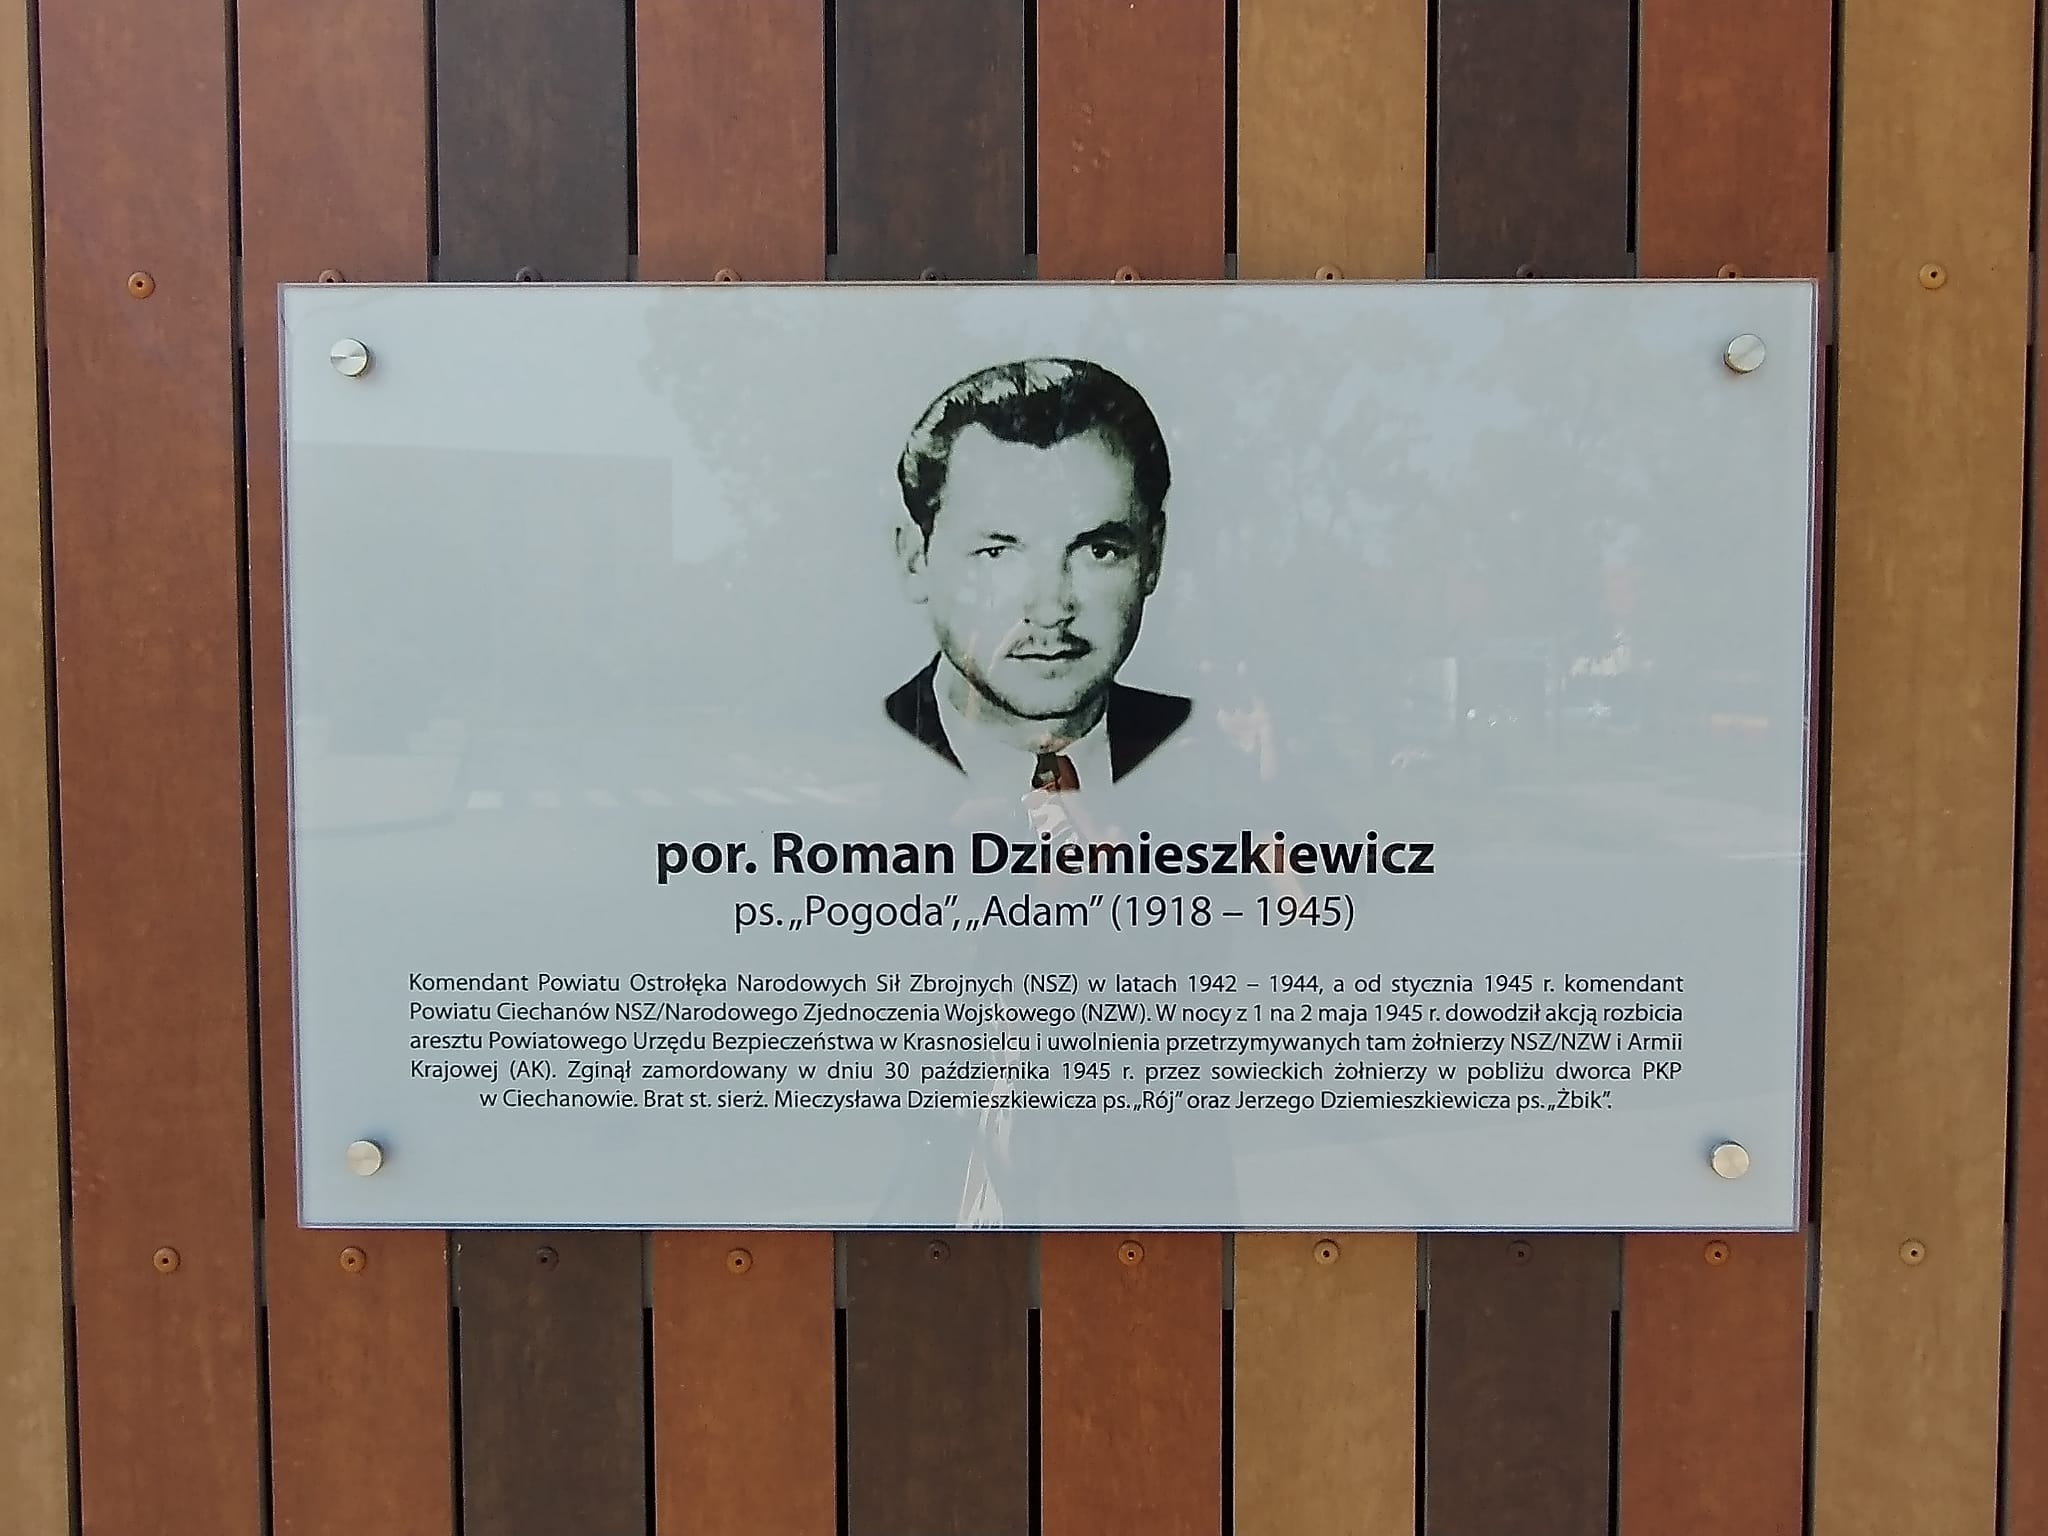 por. Roman Dziemieszkiewicz
ps. „Pogoda”, „Adam” (1918 – 1945)
Komendant Powiatu Ostrołęka Narodowych Sił Zbrojnych (NSZ) w latach 1942 – 1944, a od stycznia 1945 r. komendant
Powiatu Ciechanów NSZ/Narodowego Zjednoczenia Wojskowego (NZW). W nocy z 1 na 2 maja 1945 r. dowodził akcją rozbicia
aresztu Powiatowego Urzędu Bezpieczeństwa w Krasnosielcu i uwolnienia przetrzymywanych tam żołnierzy NSZ/NZW i Armii
Krajowej (AK). Zginął zamordowany w dniu 30 października 1945 r. przez sowieckich żołnierzy w pobliżu dworca PKP
w Ciechanowie. Brat st. sierż. Mieczysława Dziemieszkiewicza ps. „Rój” oraz Jerzego Dziemieszkiewicza ps. „Żbik”.